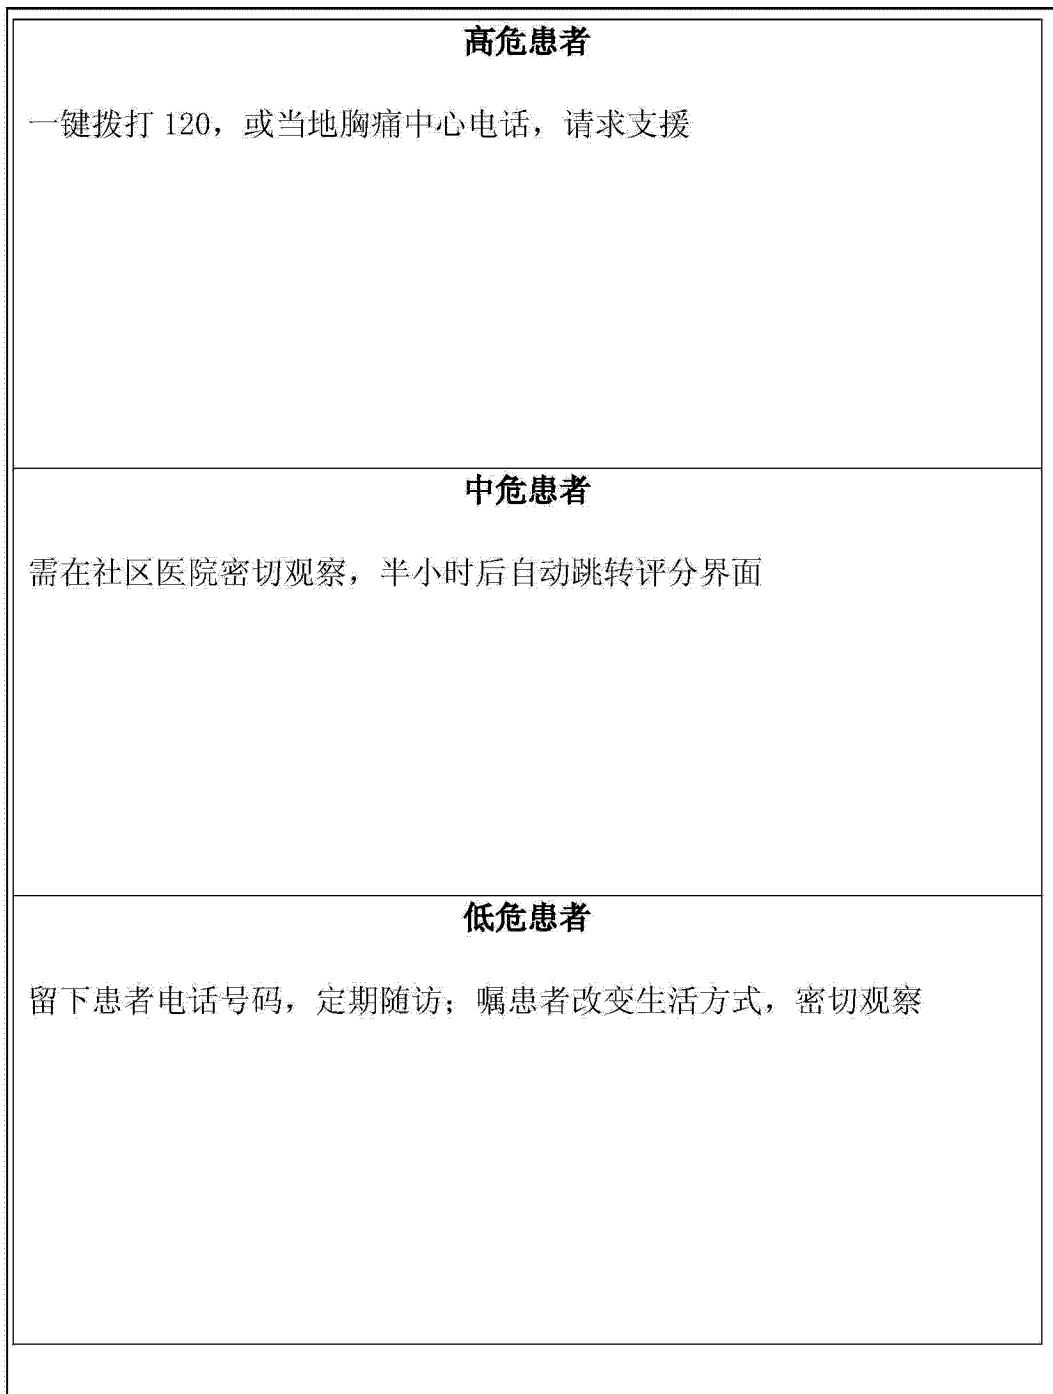 高危患者
一键拨打 120，或当地胸痛中心电话，请求支援
中危患者
需在社区医院密切观察，半小时后自动跳转评分界面
低危患者
留下患者电话号码，定期随访；嘱患者改变生活方式，密切观察